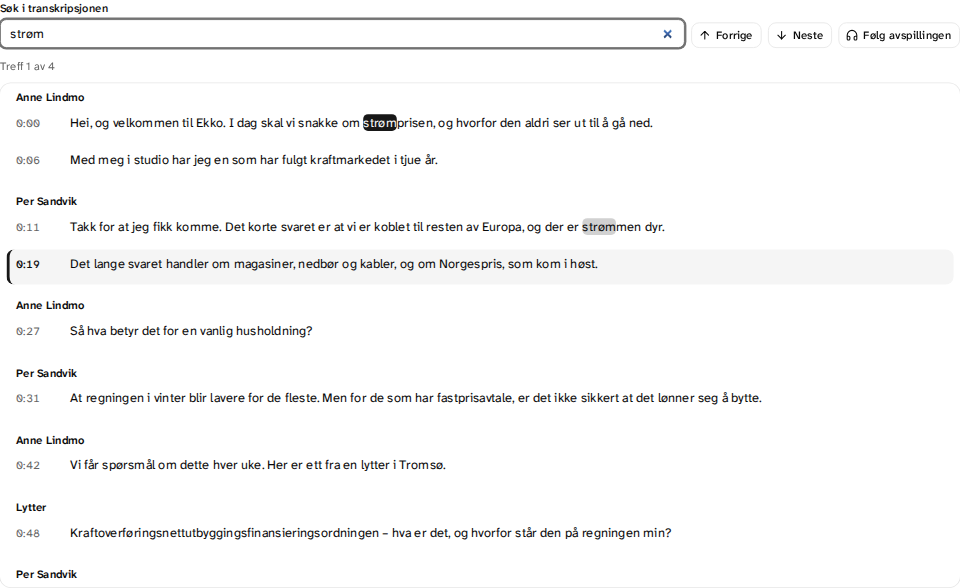 Søk i transkripsjonen
strøm
Forrige
Neste
Følg avspillingen
Treff 1 av 4
Anne Lindmo
0:00 Hei, og velkommen til Ekko. I dag skal vi snakke om strømprisen, og hvorfor den aldri ser ut til å gå ned.
0:06 Med meg i studio har jeg en som har fulgt kraftmarkedet i tjue år.
Per Sandvik
0:11 Takk for at jeg fikk komme. Det korte svaret er at vi er koblet til resten av Europa, og der er strømmen dyr.
0:19 Det lange svaret handler om magasiner, nedbør og kabler, og om Norgespris, som kom i høst.
Anne Lindmo
0:27 Så hva betyr det for en vanlig husholdning?
Per Sandvik
0:31 At regningen i vinter blir lavere for de fleste. Men for de som har fastprisavtale, er det ikke sikkert at det lønner seg å bytte.
Anne Lindmo
0:42 Vi får spørsmål om dette hver uke. Her er ett fra en lytter i Tromsø.
Lytter
0:48 Kraftoverføringsnettutbyggingsfinansieringsordningen – hva er det, og hvorfor står den på regningen min?
Per Sandvik